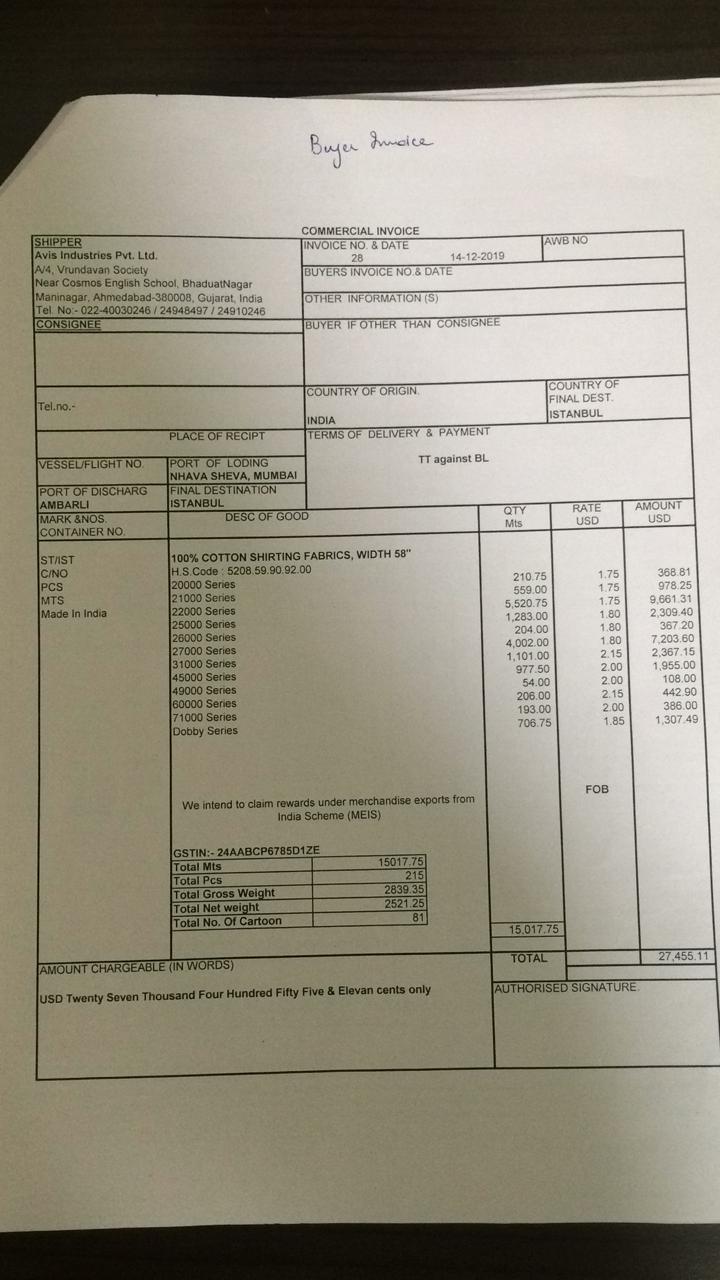 Buyer Invoice
COMMERCIAL INVOICE
SHIPPER
Avis Industries Pvt. Ltd.
A/4, Vrundavan Society
Near Cosmos English School, BhaduatNagar
Maninagar, Ahmedabad-380008, Gujarat, India
Tel. No:- 022-40030246 / 24948497 / 24910246
INVOICE NO. & DATE
28 14-12-2019
AWB NO
BUYERS INVOICE NO.& DATE
OTHER INFORMATION (S)
CONSIGNEE
BUYER IF OTHER THAN CONSIGNEE
Tel.no.-
COUNTRY OF ORIGIN.
INDIA
COUNTRY OF
FINAL DEST.
ISTANBUL
PLACE OF RECIPT
TERMS OF DELIVERY & PAYMENT
TT against BL
VESSEL/FLIGHT NO.
PORT OF LODING
NHAVA SHEVA, MUMBAI
PORT OF DISCHARG
AMBARLI
FINAL DESTINATION
ISTANBUL
MARK &NOS.
CONTAINER NO.
DESC OF GOOD
QTY
Mts
RATE
USD
AMOUNT
USD
ST/IST
C/NO
PCS
MTS
Made In India
100% COTTON SHIRTING FABRICS, WIDTH 58"
H.S.Code : 5208.59.90.92.00
20000 Series 210.75 1.75 368.81
21000 Series 559.00 1.75 978.25
22000 Series 5,520.75 1.75 9,661.31
25000 Series 1,283.00 1.80 2,309.40
26000 Series 204.00 1.80 367.20
27000 Series 4,002.00 1.80 7,203.60
31000 Series 1,101.00 2.15 2,367.15
45000 Series 977.50 2.00 1,955.00
49000 Series 54.00 2.00 108.00
60000 Series 206.00 2.15 442.90
71000 Series 193.00 2.00 386.00
Dobby Series 706.75 1.85 1,307.49
FOB
We intend to claim rewards under merchandise exports from
India Scheme (MEIS)
GSTIN:- 24AABCP6785D1ZE
Total Mts 15017.75
Total Pcs 215
Total Gross Weight 2839.35
Total Net weight 2521.25
Total No. Of Cartoon 81
15,017.75
AMOUNT CHARGEABLE (IN WORDS)
TOTAL 27,455.11
USD Twenty Seven Thousand Four Hundred Fifty Five & Elevan cents only
AUTHORISED SIGNATURE.